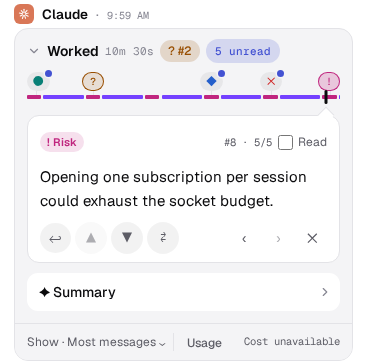 Claude · 9:59 AM
Worked 10m 30s ? #2 5 unread
?
!
! Risk #8 · 5/5 Read
Opening one subscription per session
could exhaust the socket budget.
Summary
Show · Most messages Usage Cost unavailable